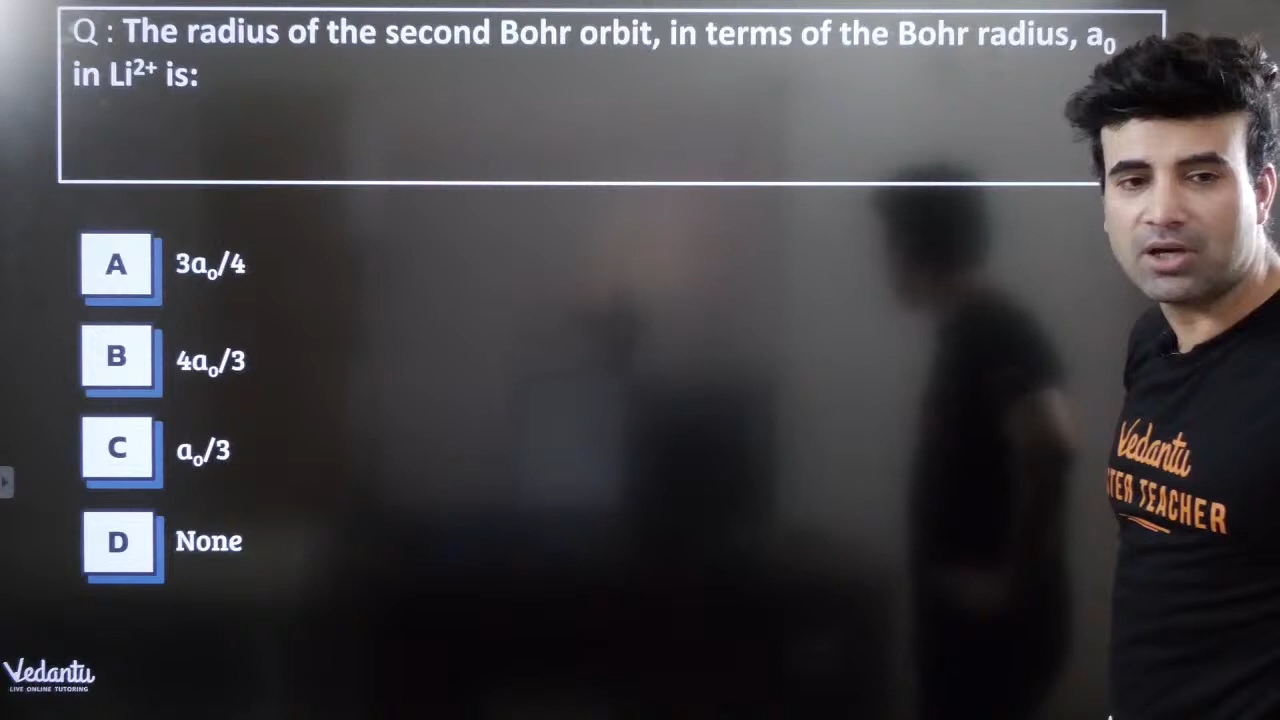 Q : The radius of the second Bohr orbit, in terms of the Bohr radius, a₀
in Li²⁺ is:
A 3a₀/4
B 4a₀/3
C a₀/3
D None
Vedantu
TER TEACHER
Vedantu
LIVE ONLINE TUTORING